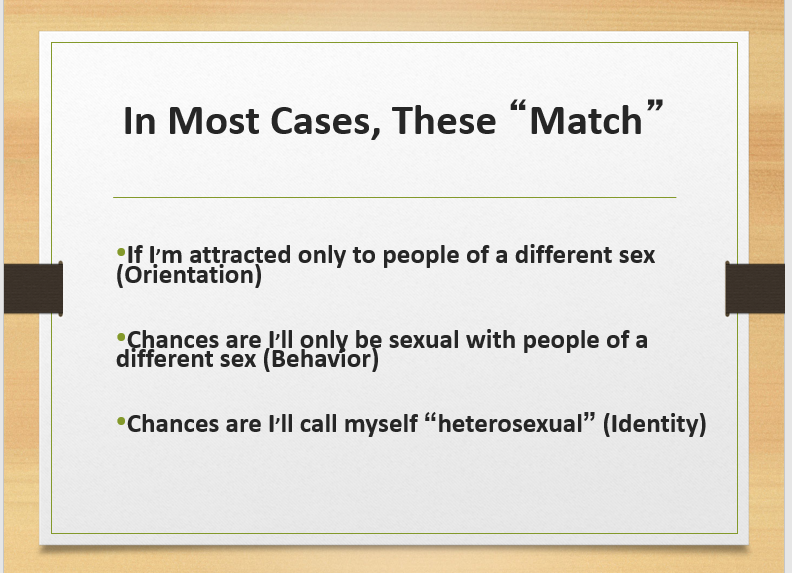 In Most Cases, These “Match”
•If I’m attracted only to people of a different sex
(Orientation)
•Chances are I’ll only be sexual with people of a
different sex (Behavior)
•Chances are I’ll call myself “heterosexual” (Identity)